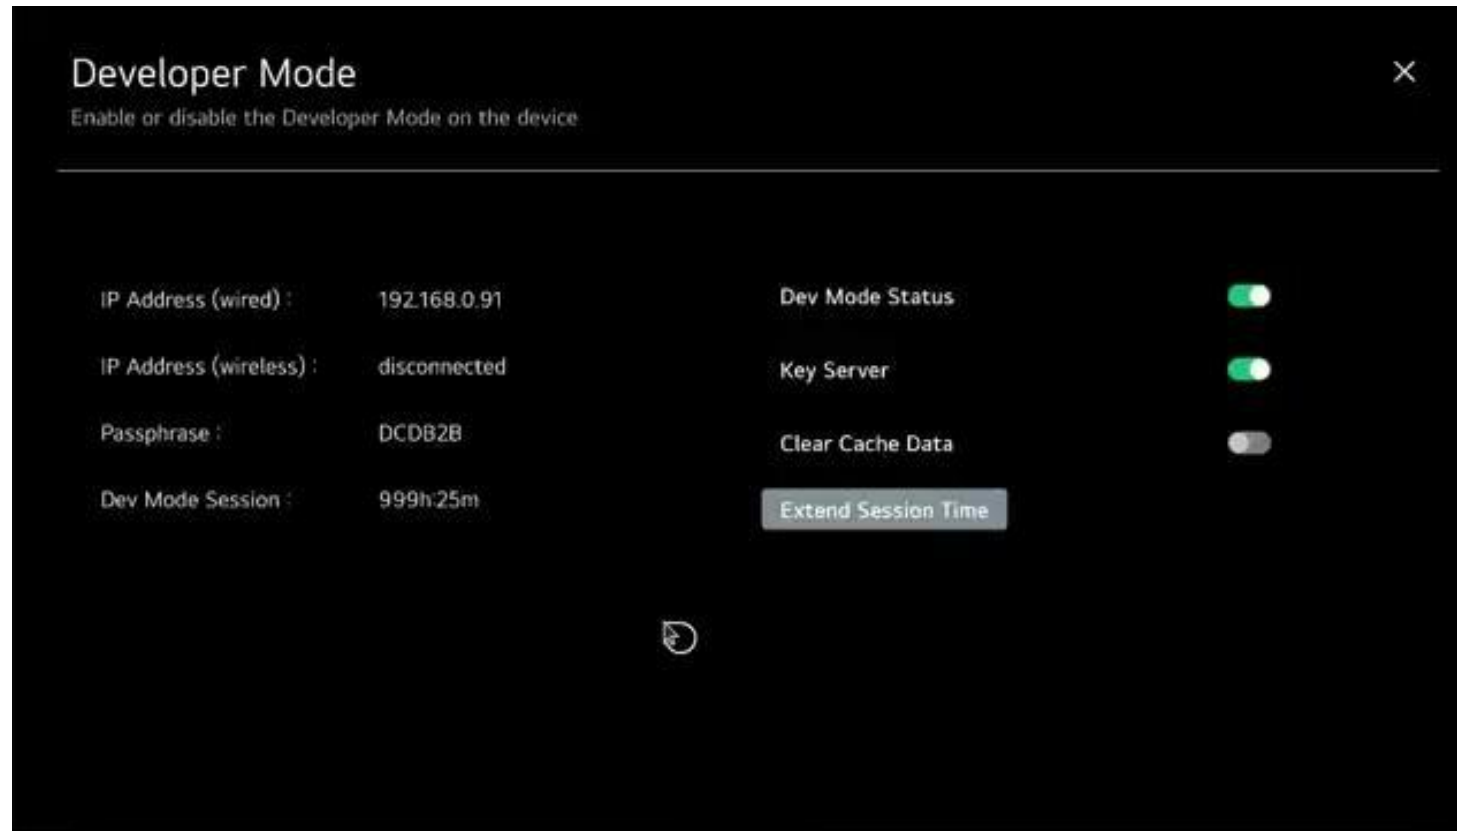 Developer Mode
Enable or disable the Developer Mode on the device
IP Address (wired) : 192.168.0.91
IP Address (wireless) : disconnected
Passphrase : DCDB2B
Dev Mode Session : 999h:25m
Dev Mode Status
Key Server
Clear Cache Data
Extend Session Time